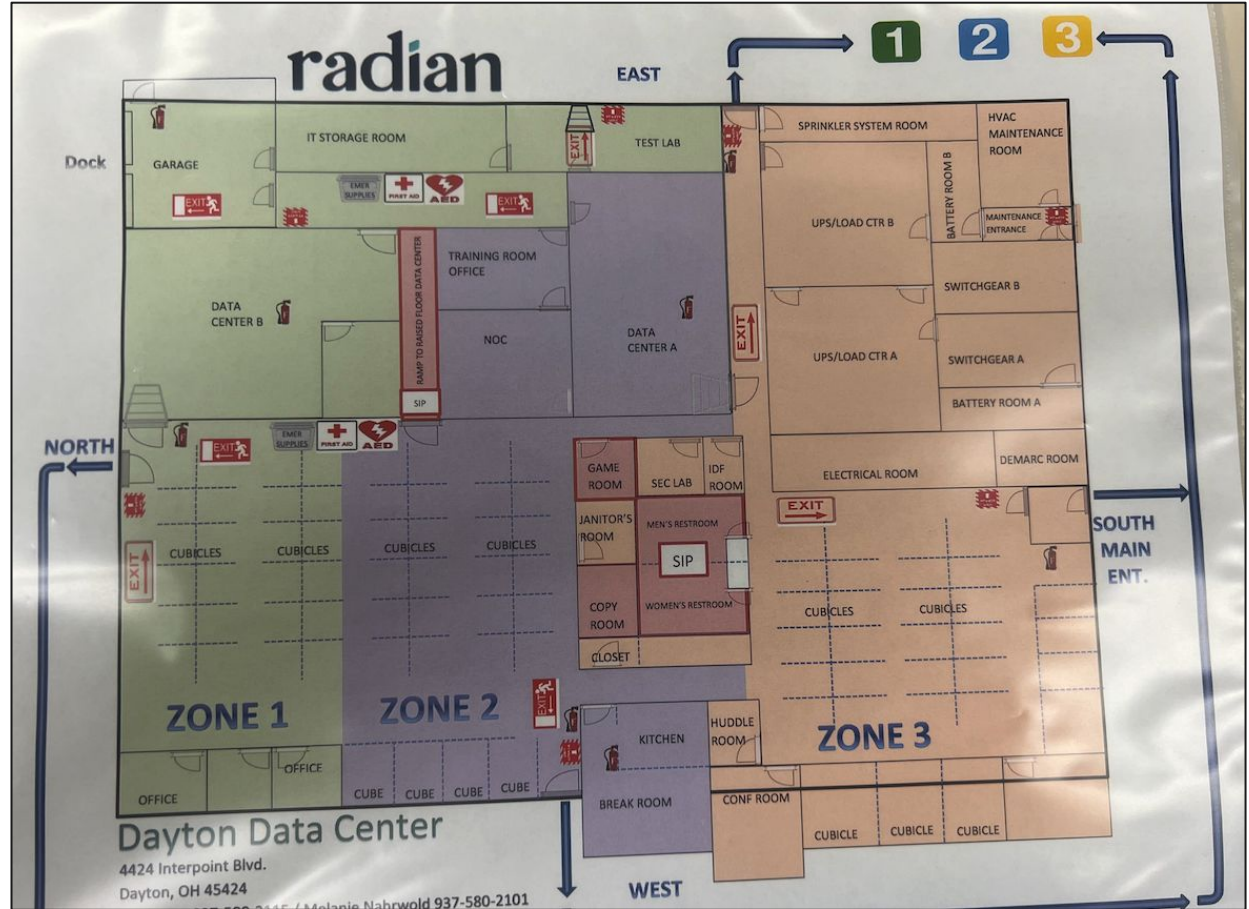 radian
EAST
1
2
3
Dock
GARAGE
IT STORAGE ROOM
EXIT
TEST LAB
SPRINKLER SYSTEM ROOM
HVAC
MAINTENANCE
ROOM
EXIT
EMER
SUPPLIES
FIRST AID
AED
EXIT
BATTERY ROOM B
MAINTENANCE
ENTRANCE
UPS/LOAD CTR B
DATA
CENTER B
RAMP TO RAISED FLOOR DATA CENTER
TRAINING ROOM
OFFICE
SWITCHGEAR B
NOC
DATA
CENTER A
EXIT
UPS/LOAD CTR A
SWITCHGEAR A
SIP
BATTERY ROOM A
NORTH
EXIT
EMER
SUPPLIES
FIRST AID
AED
GAME
ROOM
SEC LAB
IDF
ROOM
ELECTRICAL ROOM
DEMARC ROOM
EXIT
JANITOR'S
ROOM
MEN'S RESTROOM
SIP
WOMEN'S RESTROOM
SOUTH
MAIN
ENT.
EXIT
CUBICLES
CUBICLES
CUBICLES
CUBICLES
COPY
ROOM
CUBICLES
CUBICLES
CLOSET
ZONE 1
ZONE 2
EXIT
KITCHEN
HUDDLE
ROOM
ZONE 3
OFFICE
OFFICE
CUBE
CUBE
CUBE
CUBE
BREAK ROOM
CONF ROOM
CUBICLE
CUBICLE
CUBICLE
Dayton Data Center
4424 Interpoint Blvd.
Dayton, OH 45424
/ Melanie Nahrwold 937-580-2101
WEST